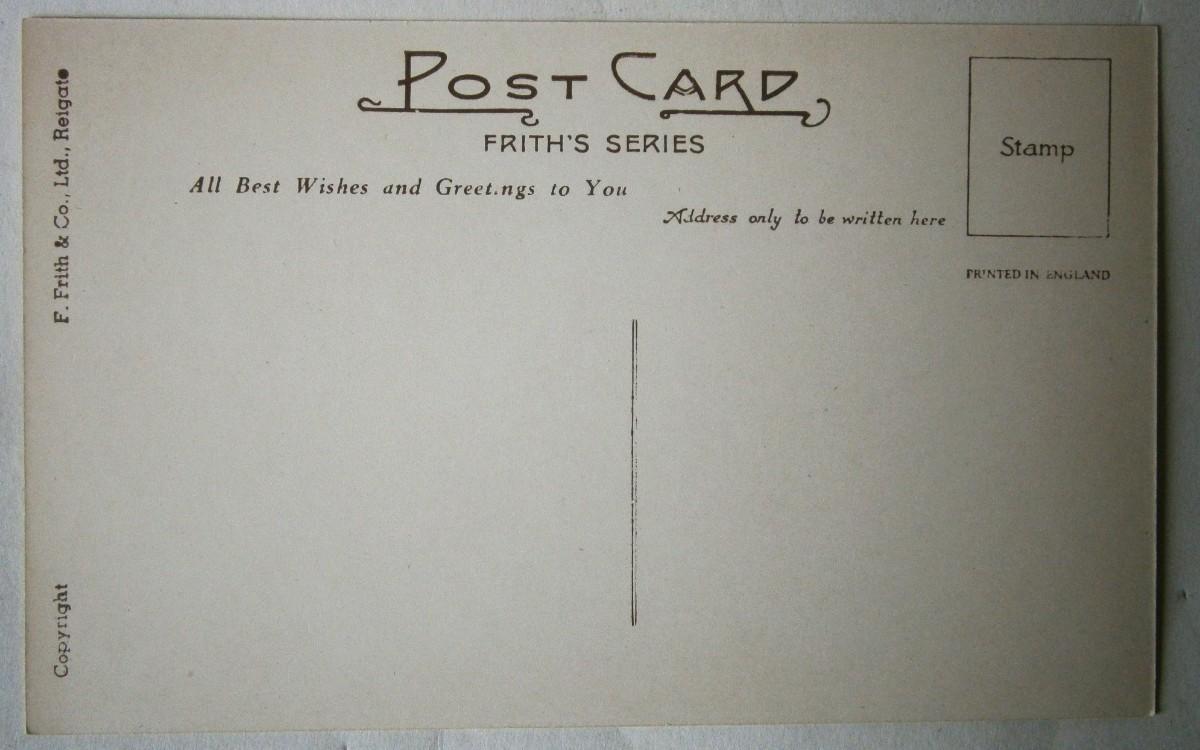 POST CARD
FRITH'S SERIES
All Best Wishes and Greet.ngs to You
Address only to be written here
Stamp
PRINTED IN ENGLAND
F. Frith & Co., Ltd., Reigate
Copyright